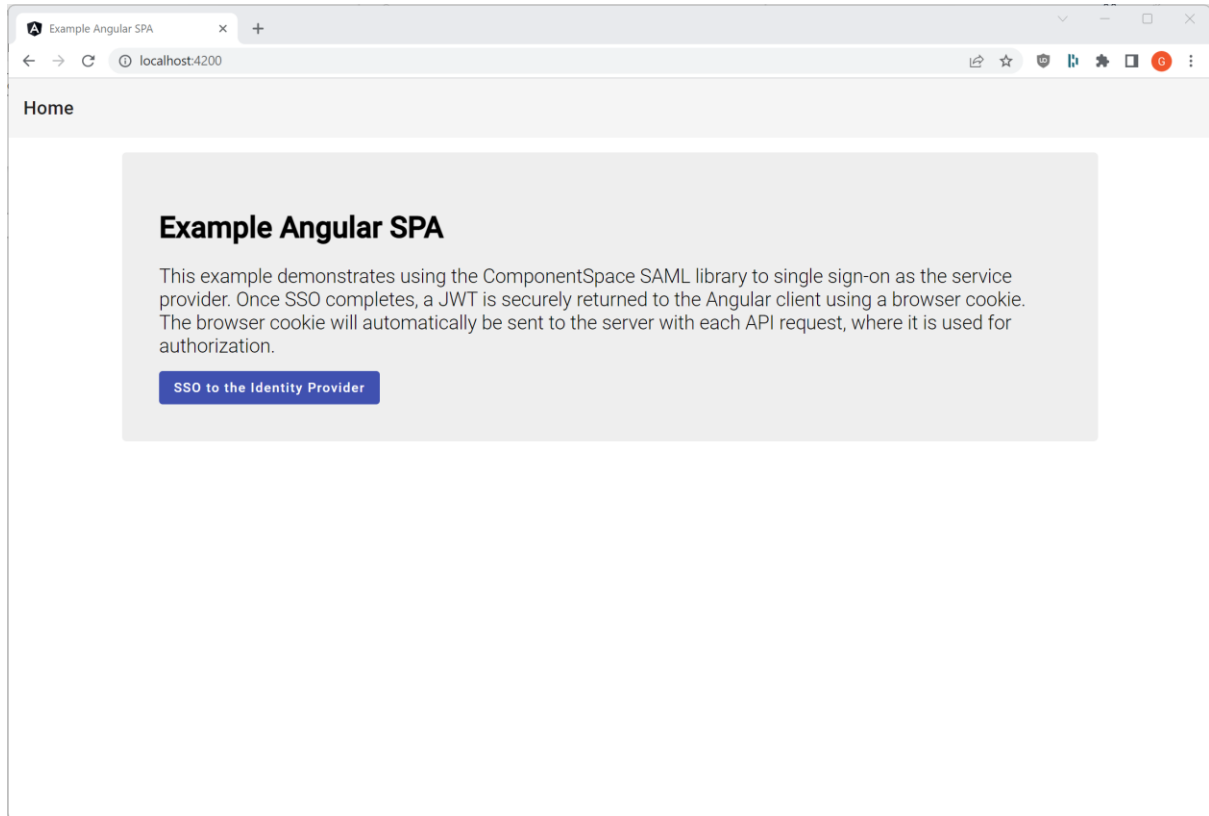 Example Angular SPA
localhost:4200
G
Home
Example Angular SPA
This example demonstrates using the ComponentSpace SAML library to single sign-on as the service
provider. Once SSO completes, a JWT is securely returned to the Angular client using a browser cookie.
The browser cookie will automatically be sent to the server with each API request, where it is used for
authorization.
SSO to the Identity Provider